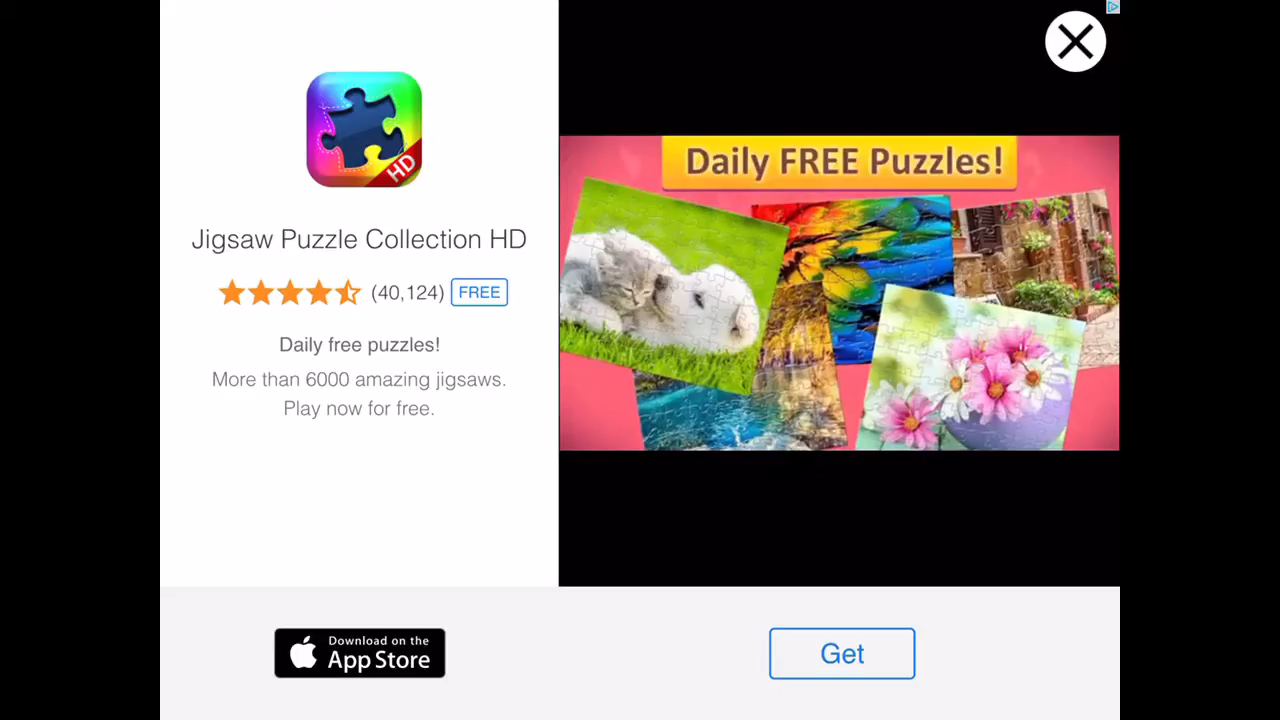 HD
Jigsaw Puzzle Collection HD
(40,124) FREE
Daily free puzzles!
More than 6000 amazing jigsaws.
Play now for free.
Daily FREE Puzzles!
Download on the
App Store
Get